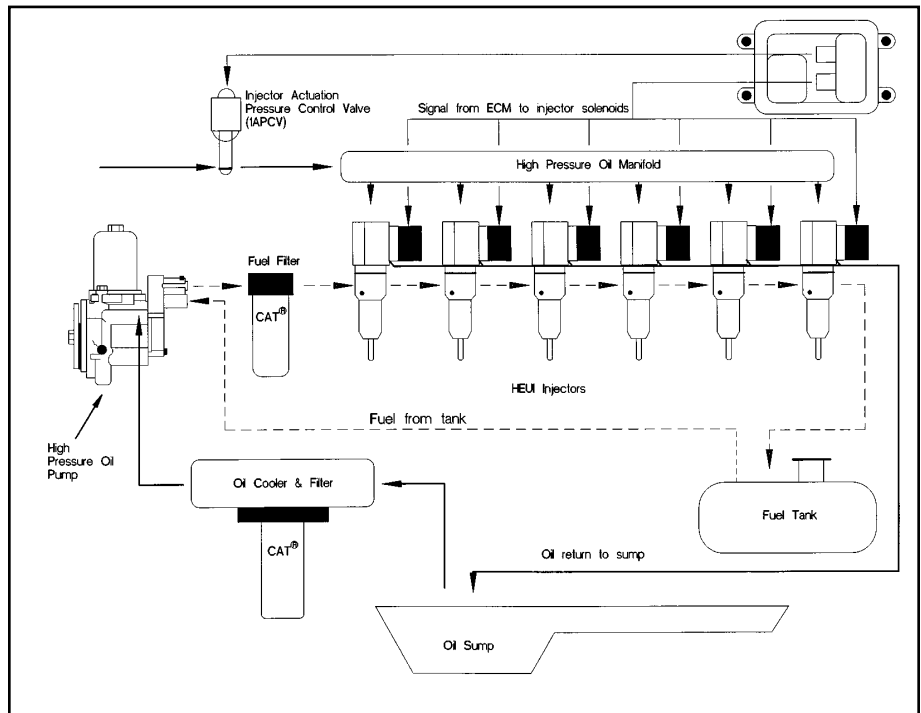 Injector Actuation
Pressure Control Valve
(1APCV)
Signal from ECM to injector solenoids
High Pressure Oil Manifold
Fuel Filter
CAT®
HEUI Injectors
Fuel from tank
High
Pressure Oil
Pump
Oil Cooler & Filter
CAT®
Fuel Tank
Oil return to sump
Oil Sump